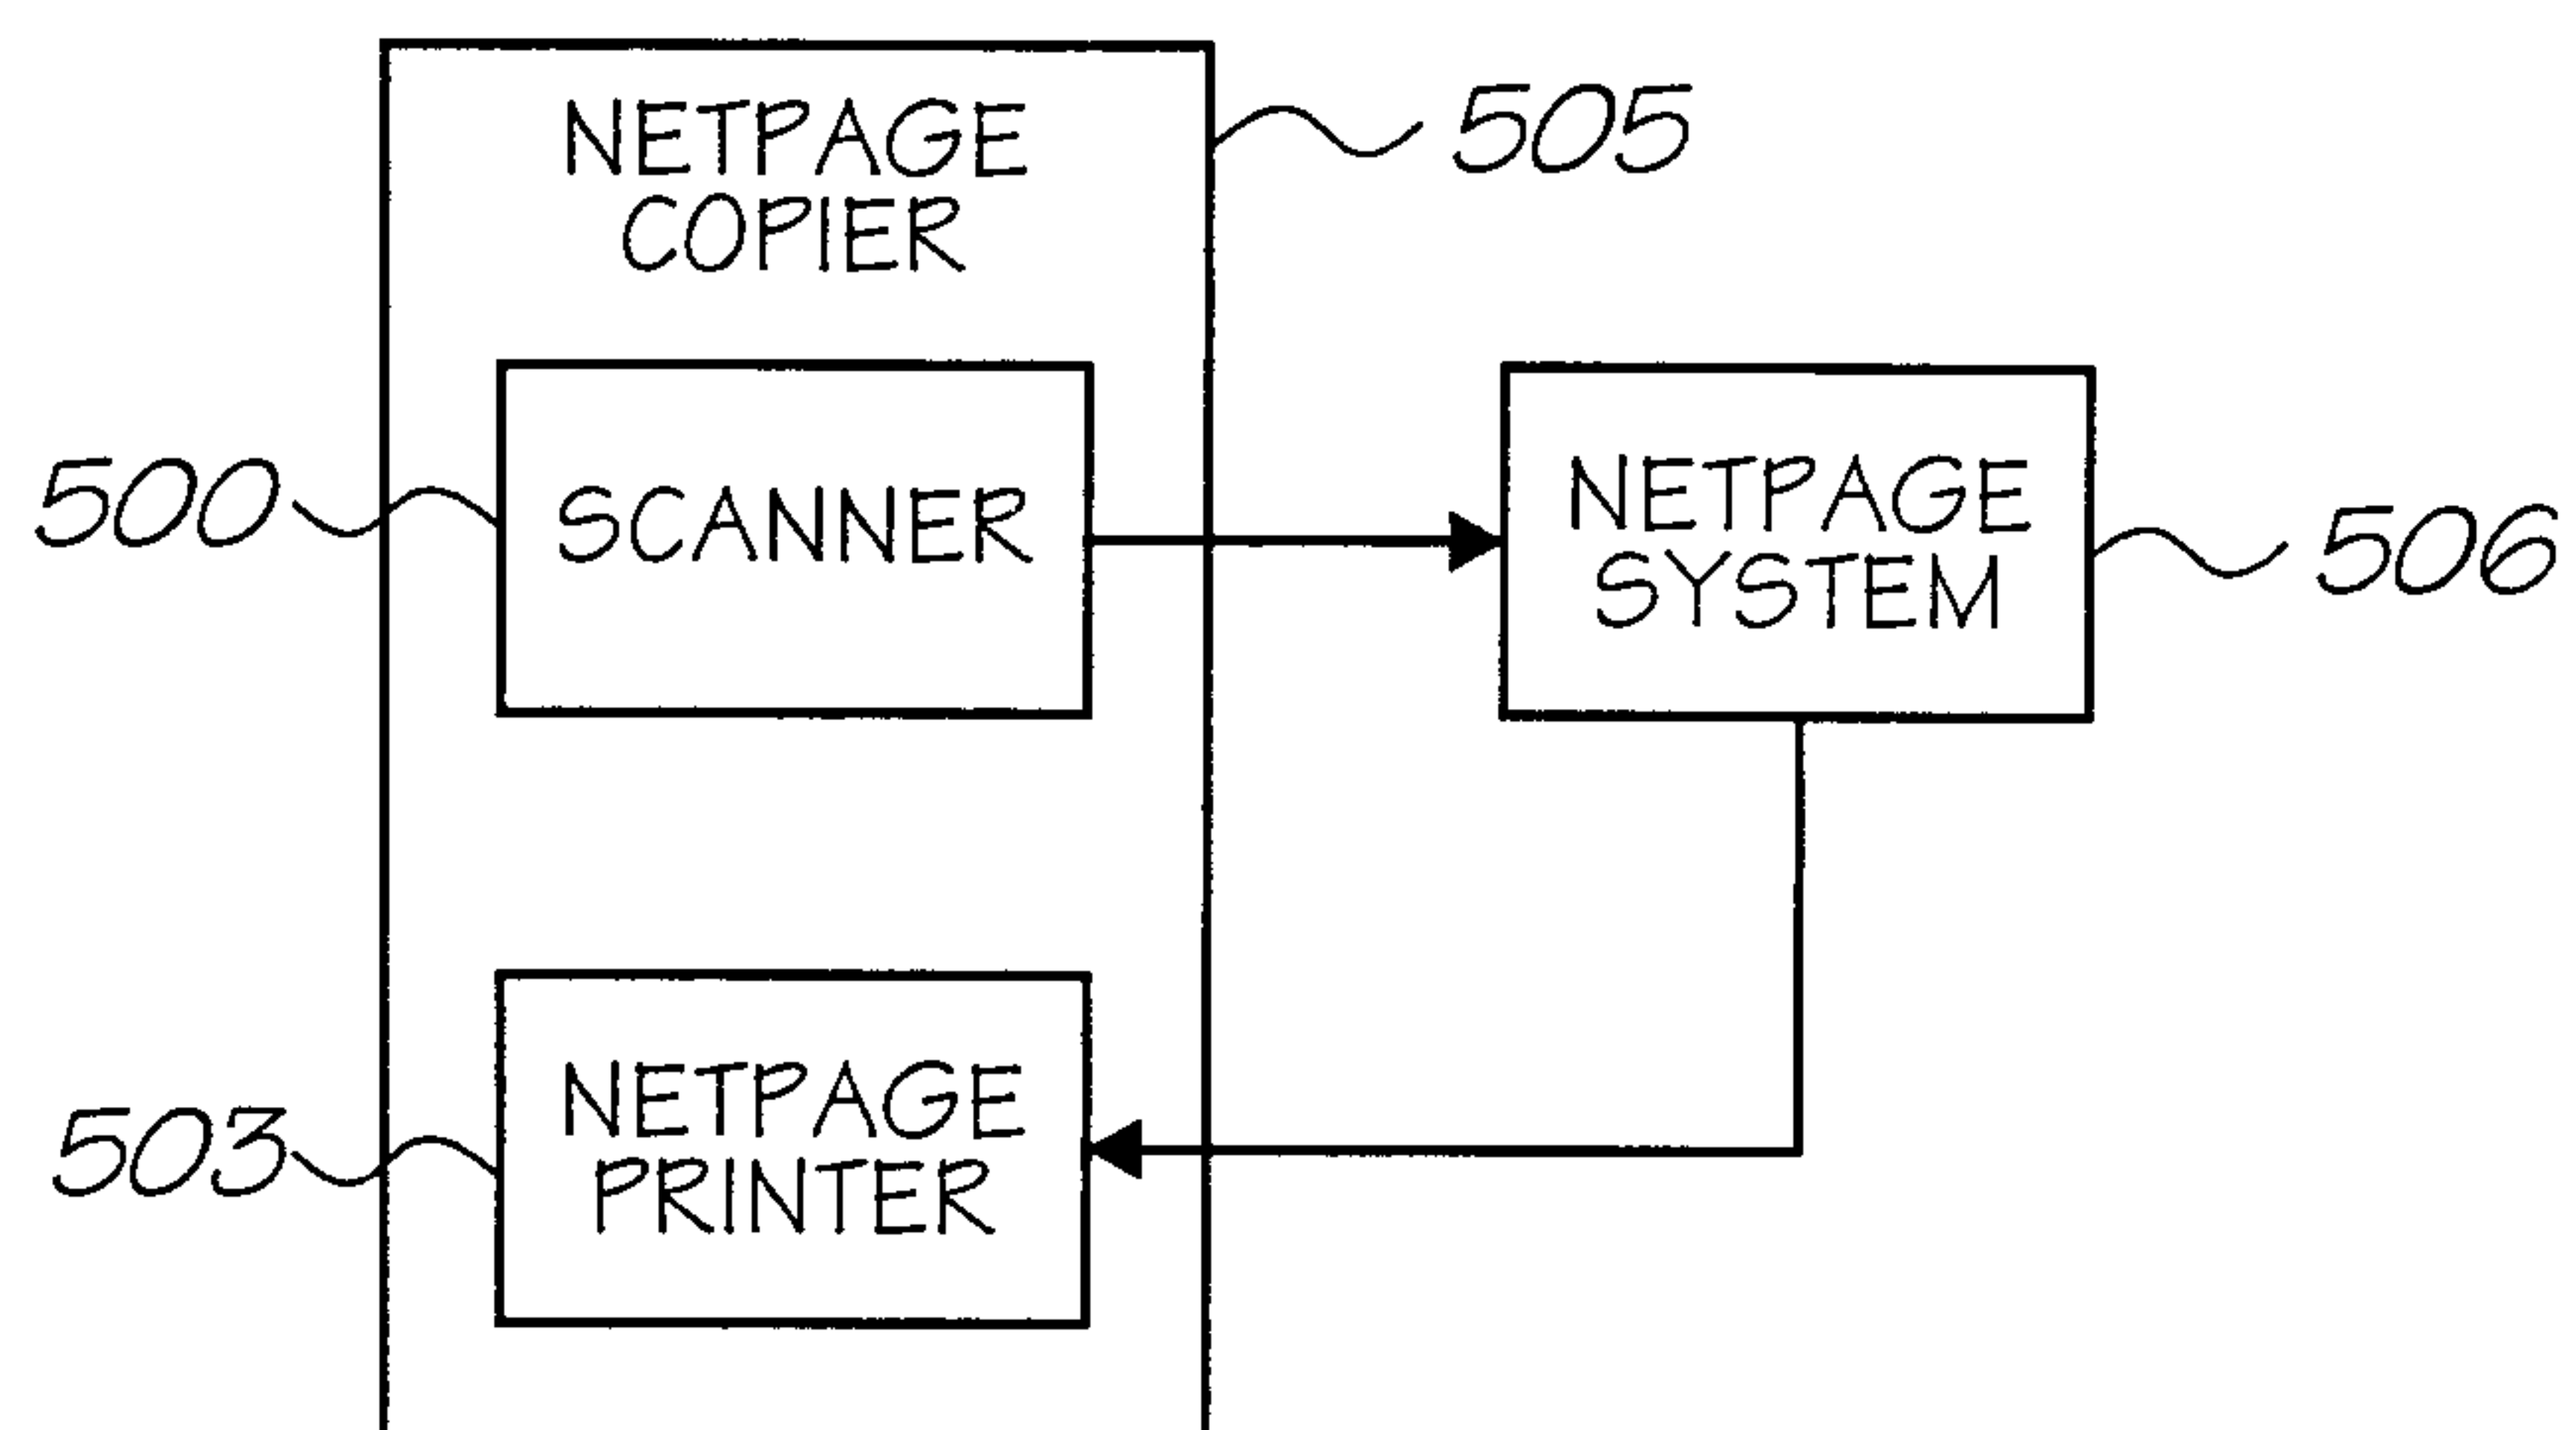 NETPAGE
COPIER
505
500
SCANNER
NETPAGE
SYSTEM
506
503
NETPAGE
PRINTER